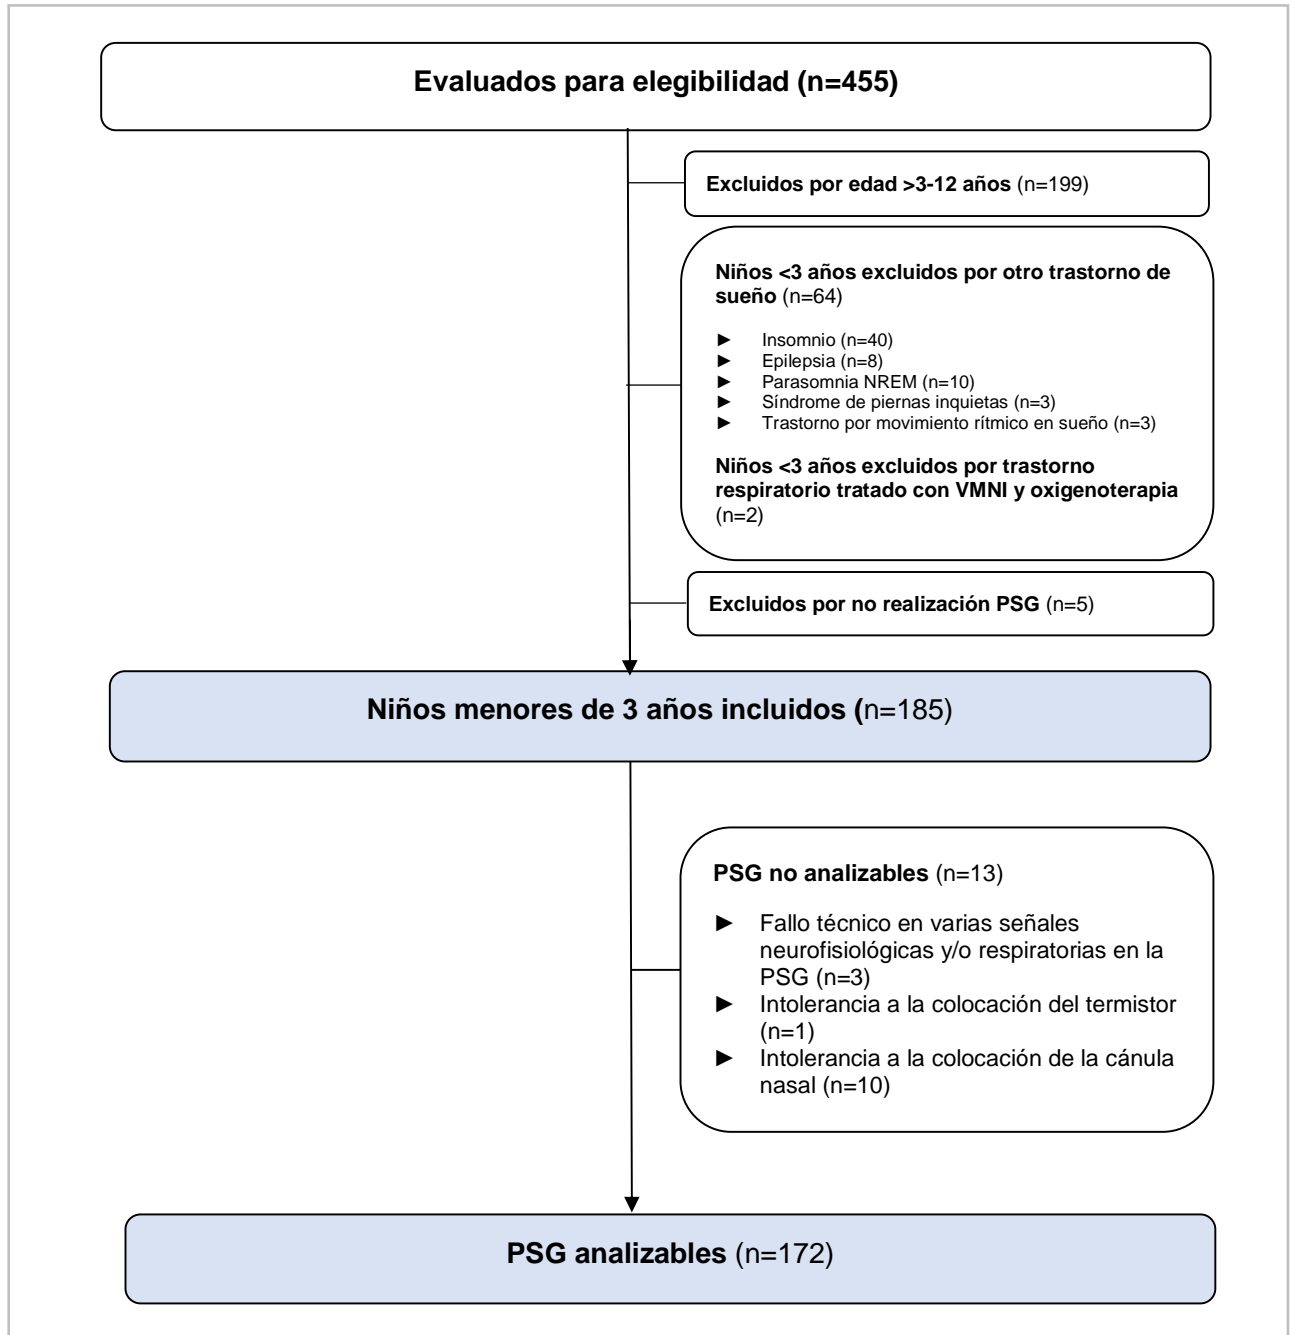 Evaluados para elegibilidad (n=455)
Excluidos por edad >3-12 años (n=199)
Niños <3 años excluidos por otro trastorno de
sueño (n=64)
► Insomnio (n=40)
► Epilepsia (n=8)
► Parasomnia NREM (n=10)
► Síndrome de piernas inquietas (n=3)
► Trastorno por movimiento rítmico en sueño (n=3)
Niños <3 años excluidos por trastorno
respiratorio tratado con VMNI y oxigenoterapia
(n=2)
Excluidos por no realización PSG (n=5)
Niños menores de 3 años incluidos (n=185)
PSG no analizables (n=13)
► Fallo técnico en varias señales
neurofisiológicas y/o respiratorias en la
PSG (n=3)
► Intolerancia a la colocación del termistor
(n=1)
► Intolerancia a la colocación de la cánula
nasal (n=10)
PSG analizables (n=172)